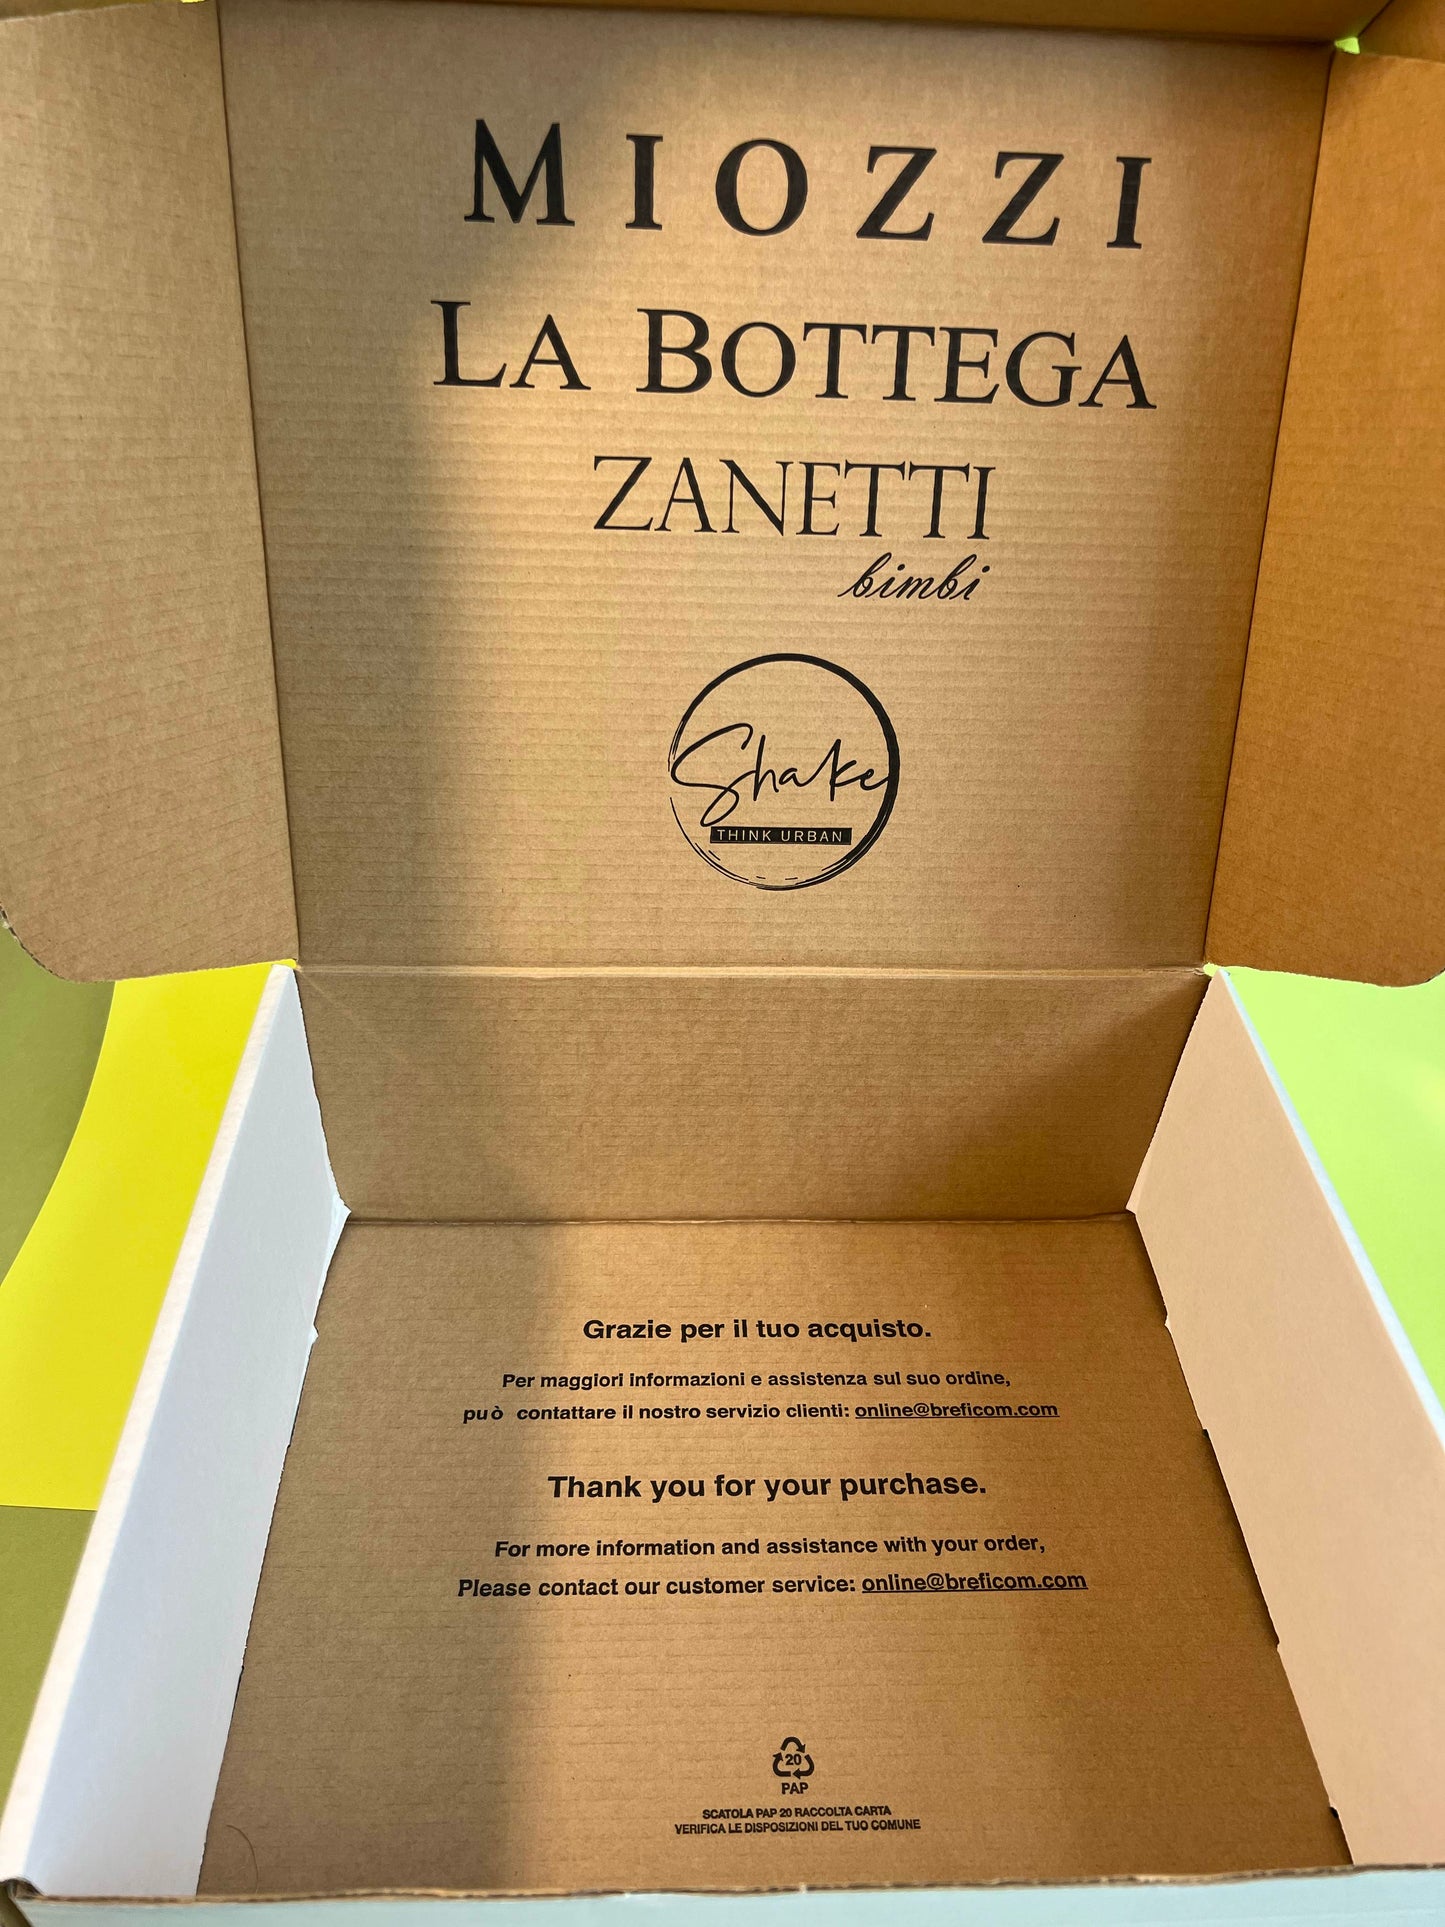 MIOZZI
LA BOTTEGA
ZANETTI
bimbi
Shake
THINK URBAN
Grazie per il tuo acquisto.
Per maggiori informazioni e assistenza sul suo ordine,
può contattare il nostro servizio clienti: online@breficom.com
Thank you for your purchase.
For more information and assistance with your order,
Please contact our customer service: online@breficom.com
20
PAP
SCATOLA PAP 20 RACCOLTA CARTA
VERIFICA LE DISPOSIZIONI DEL TUO COMUNE